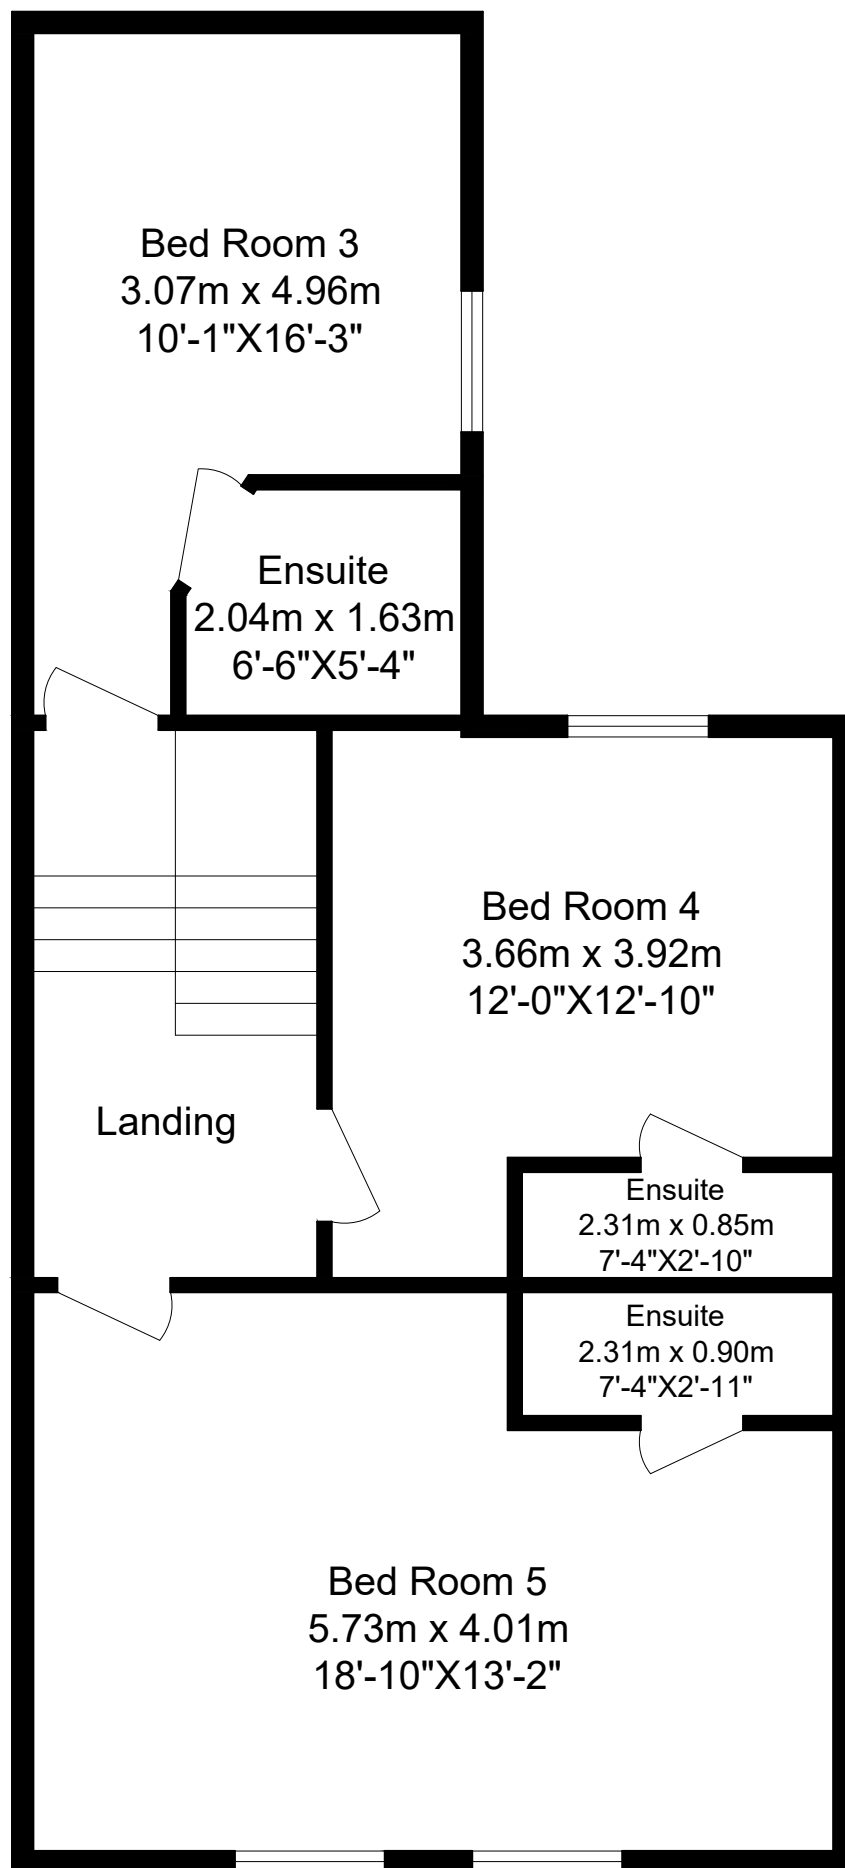 Bed Room 3
3.07m x 4.96m
10'-1"X16'-3"
Ensuite
2.04m x 1.63m
6'-6"X5'-4"
Bed Room 4
3.66m x 3.92m
12'-0"X12'-10"
Landing
Ensuite
2.31m x 0.85m
7'-4"X2'-10"
Ensuite
2.31m x 0.90m
7'-4"X2'-11"
Bed Room 5
5.73m x 4.01m
18'-10"X13'-2"